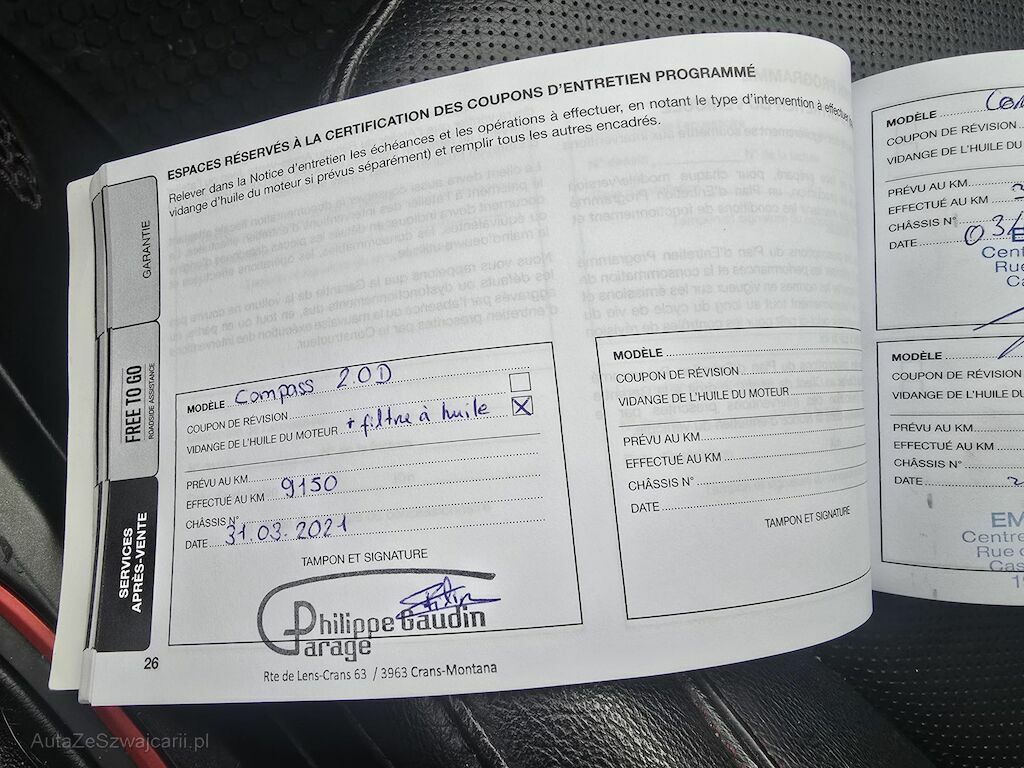 ESPACES RÉSERVÉS À LA CERTIFICATION DES COUPONS D'ENTRETIEN PROGRAMMÉ
Relever dans la Notice d'entretien les échéances et les opérations à effectuer, en notant le type d'intervention à effectuer
vidange d'huile du moteur si prévus séparément) et remplir tous les autres encadrés.
GARANTIE
FREE TO GO
ROADSIDE ASSISTANCE
SERVICES
APRÈS-VENTE
MODÈLE Compass 2.0D
COUPON DE RÉVISION
VIDANGE DE L'HUILE DU MOTEUR + filtre à huile X
PRÉVU AU KM
EFFECTUÉ AU KM 9150
CHÂSSIS N°
DATE 31.03.2021
TAMPON ET SIGNATURE
Philippe Gaudin
Garage
Rte de Lens-Crans 63 / 3963 Crans-Montana
26
MODÈLE
COUPON DE RÉVISION
VIDANGE DE L'HUILE DU MOTEUR
PRÉVU AU KM
EFFECTUÉ AU KM
CHÂSSIS N°
DATE
TAMPON ET SIGNATURE
MODÈLE
COUPON DE RÉVISION
VIDANGE DE L'HUILE DU
PRÉVU AU KM
EFFECTUÉ AU KM
CHÂSSIS N°
DATE
MODÈLE
COUPON DE RÉVISION
VIDANGE DE L'HUILE DU
PRÉVU AU KM
EFFECTUÉ AU KM
CHÂSSIS N°
DATE
AutaZeSzwajcarii.pl